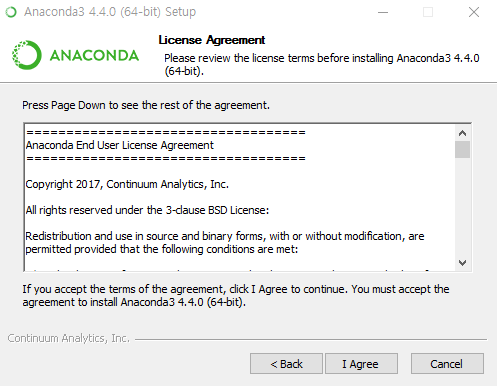 Anaconda3 4.4.0 (64-bit) Setup
License Agreement
Please review the license terms before installing Anaconda3 4.4.0
(64-bit).
ANACONDA
Press Page Down to see the rest of the agreement.
=====================================
Anaconda End User License Agreement
=====================================
Copyright 2017, Continuum Analytics, Inc.
All rights reserved under the 3-clause BSD License:
Redistribution and use in source and binary forms, with or without modification, are
permitted provided that the following conditions are met:
If you accept the terms of the agreement, click I Agree to continue. You must accept the
agreement to install Anaconda3 4.4.0 (64-bit).
Continuum Analytics, Inc.
< Back
I Agree
Cancel